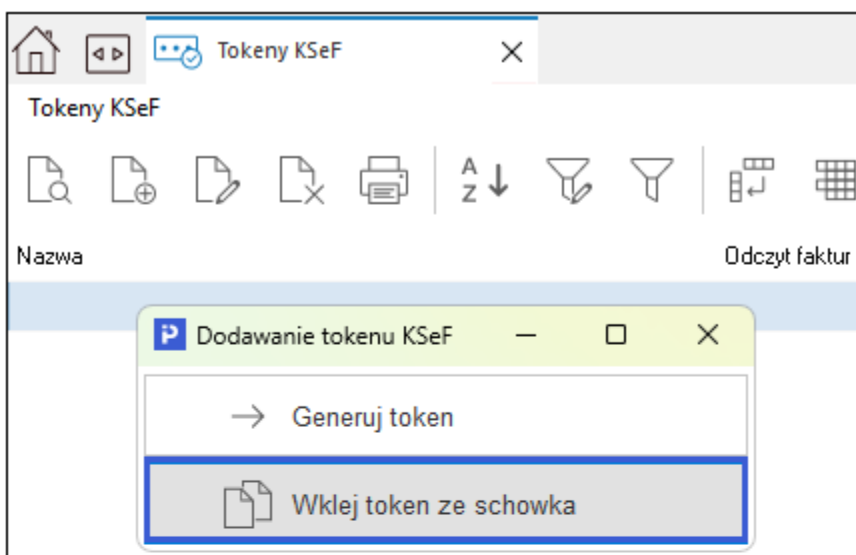 Tokeny KSeF
Tokeny KSeF
A
Z
Nazwa Odczyt faktur
Dodawanie tokenu KSeF
Generuj token
Wklej token ze schowka